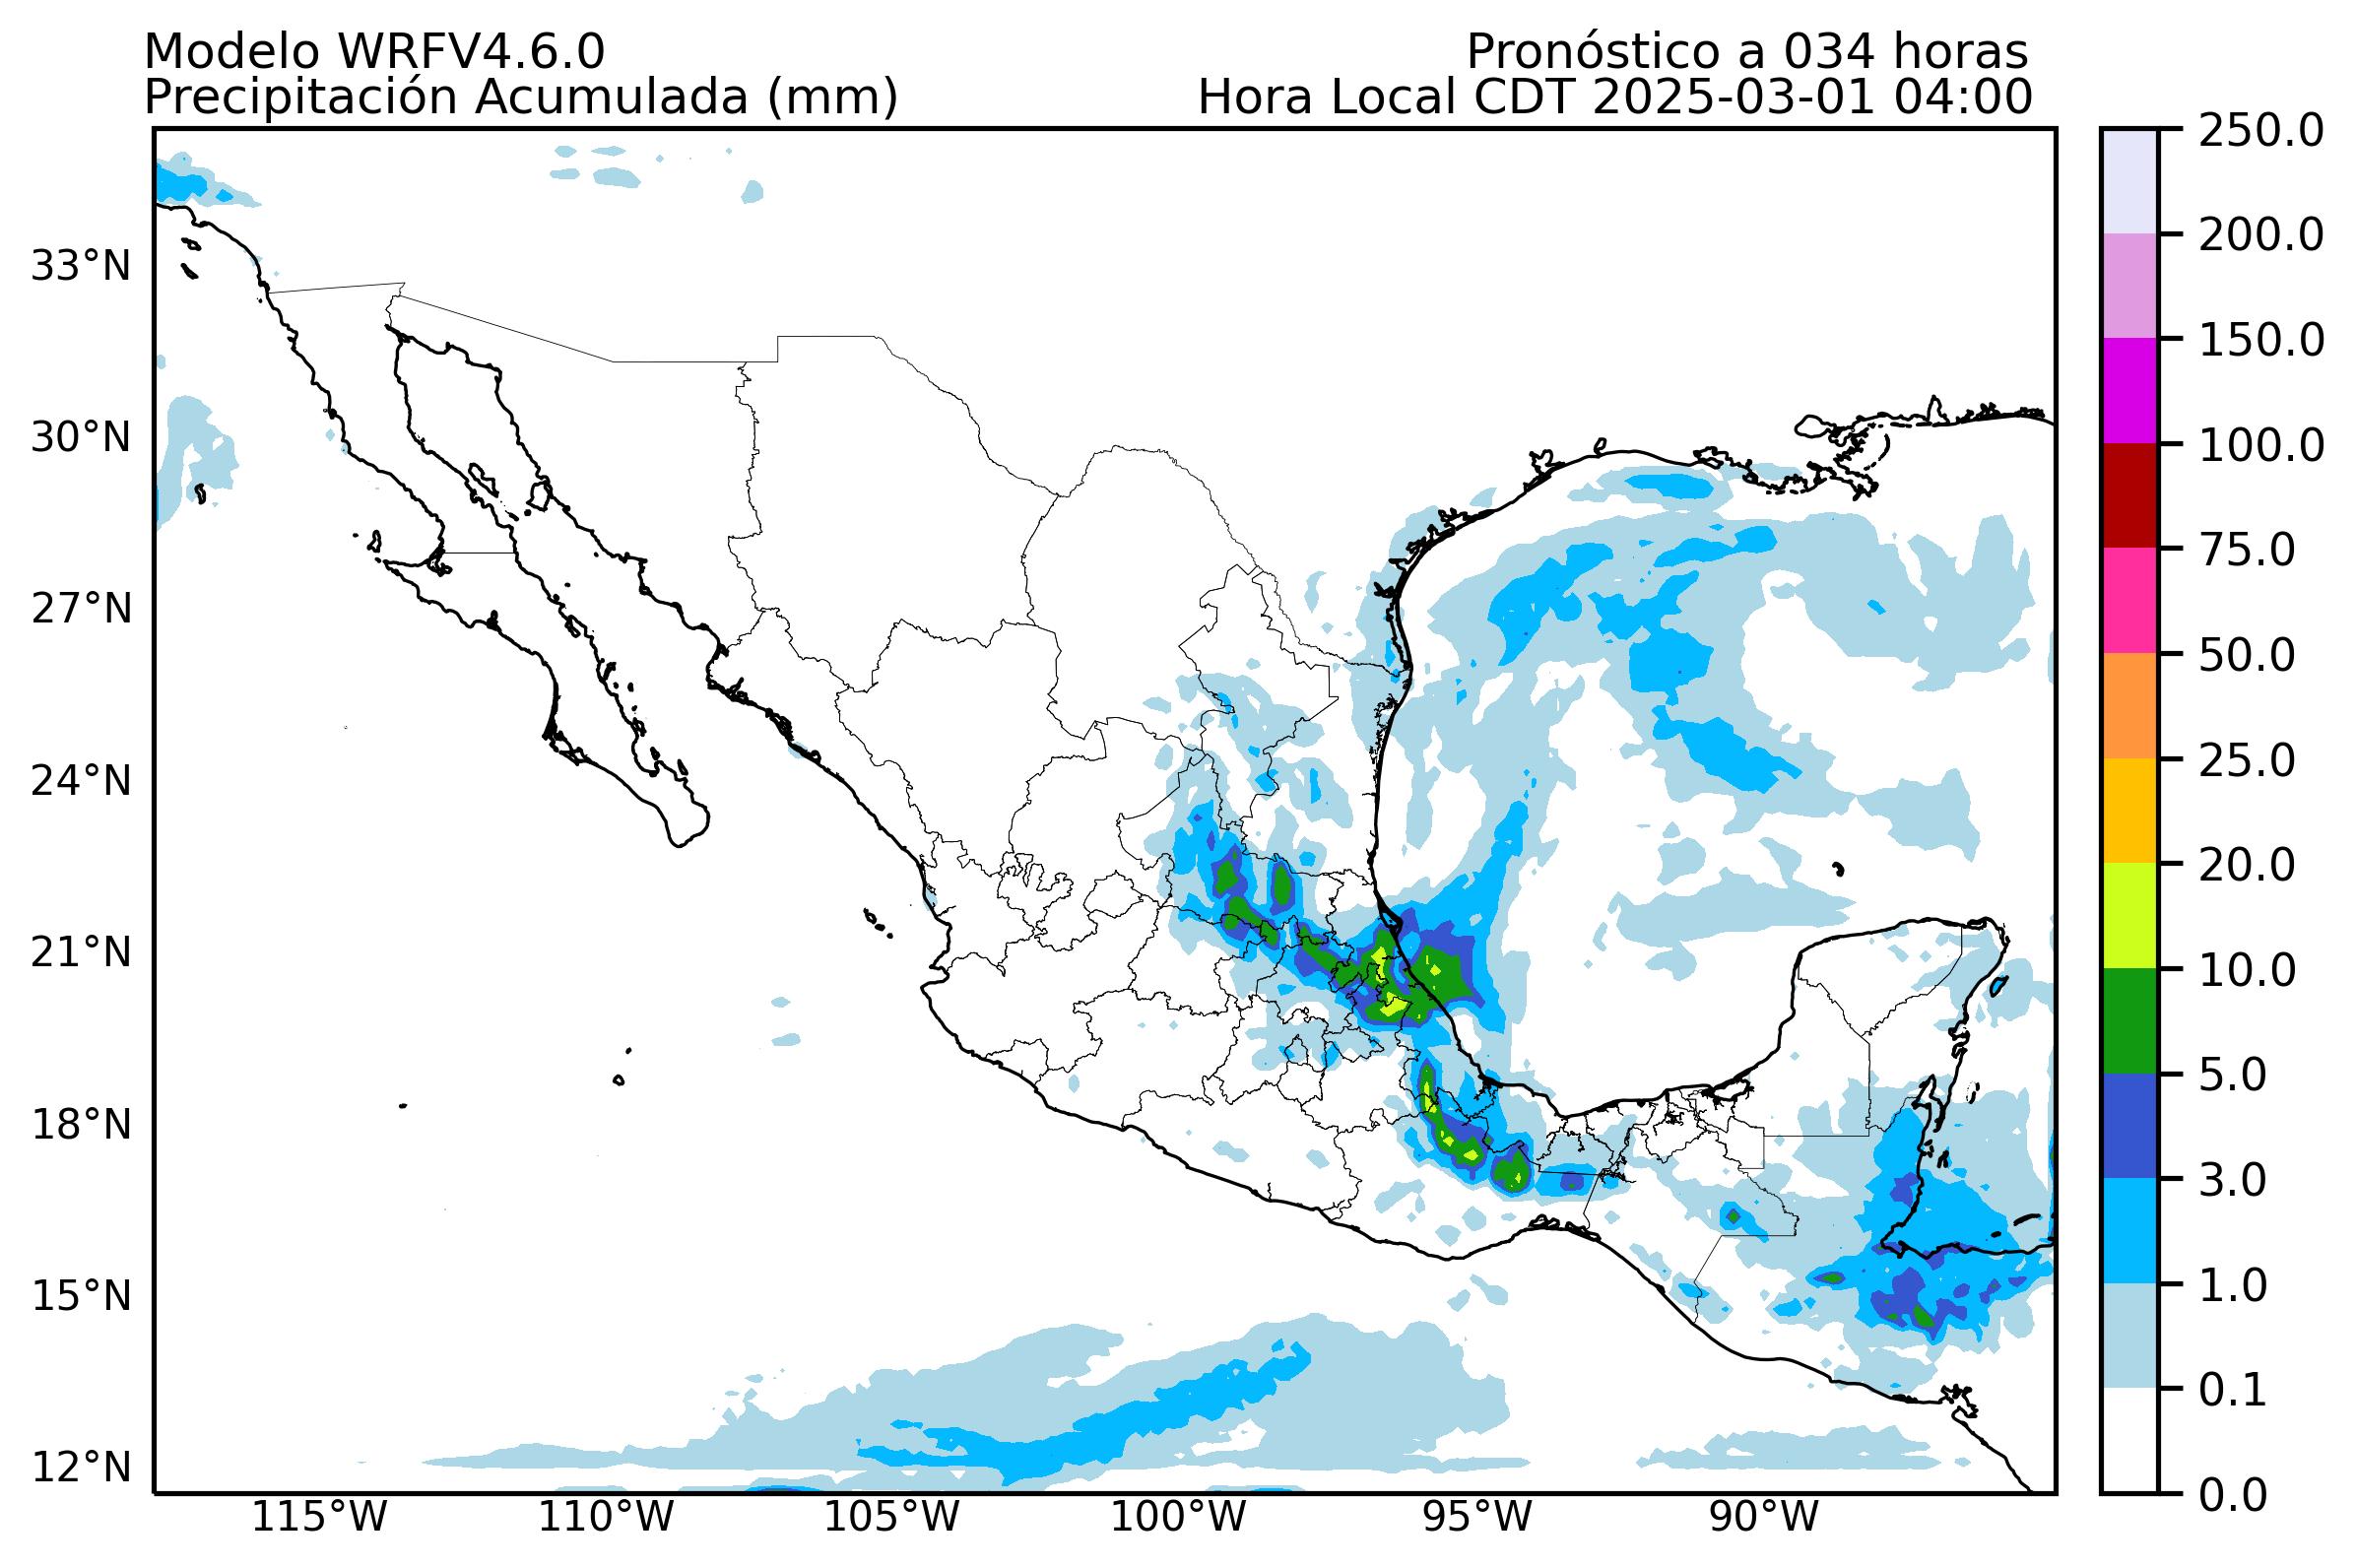 Modelo WRFV4.6.0
Pronóstico a 034 horas
Precipitación Acumulada (mm)
Hora Local CDT 2025-03-01 04:00
250.0
200.0
150.0
100.0
75.0
50.0
25.0
20.0
10.0
5.0
3.0
1.0
0.1
0.0
33°N
30°N
27°N
24°N
21°N
18°N
15°N
12°N
115°W
110°W
105°W
100°W
95°W
90°W